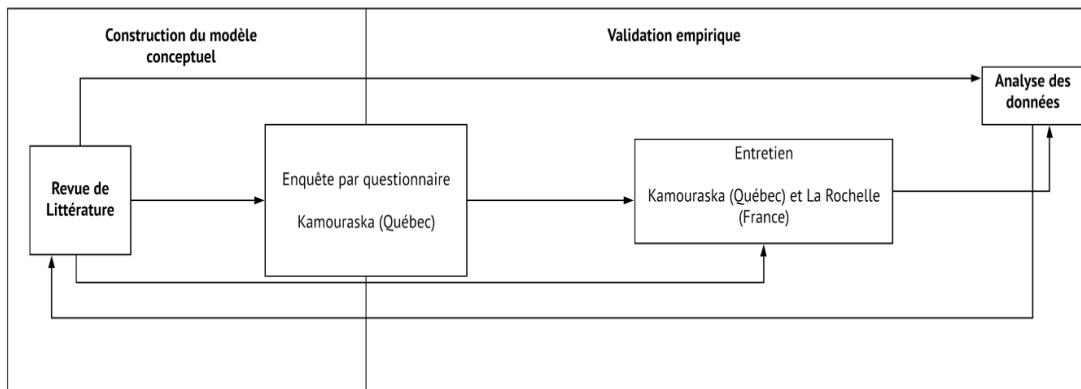 Construction du modèle
conceptuel
Validation empirique
Analyse des
données
Revue de
Littérature
Enquête par questionnaire
Kamouraska (Québec)
Entretien
Kamouraska (Québec) et La Rochelle
(France)